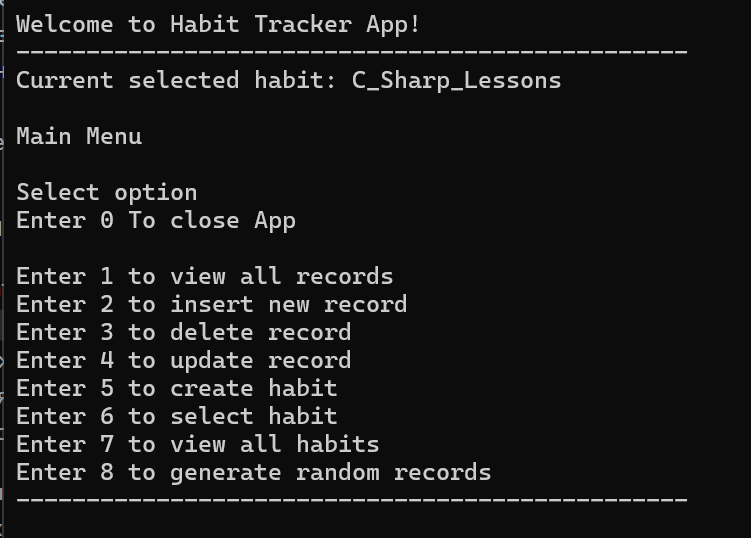 Welcome to Habit Tracker App!
------------------------------------------------
Current selected habit: C_Sharp_Lessons
Main Menu
Select option
Enter 0 To close App
Enter 1 to view all records
Enter 2 to insert new record
Enter 3 to delete record
Enter 4 to update record
Enter 5 to create habit
Enter 6 to select habit
Enter 7 to view all habits
Enter 8 to generate random records
------------------------------------------------